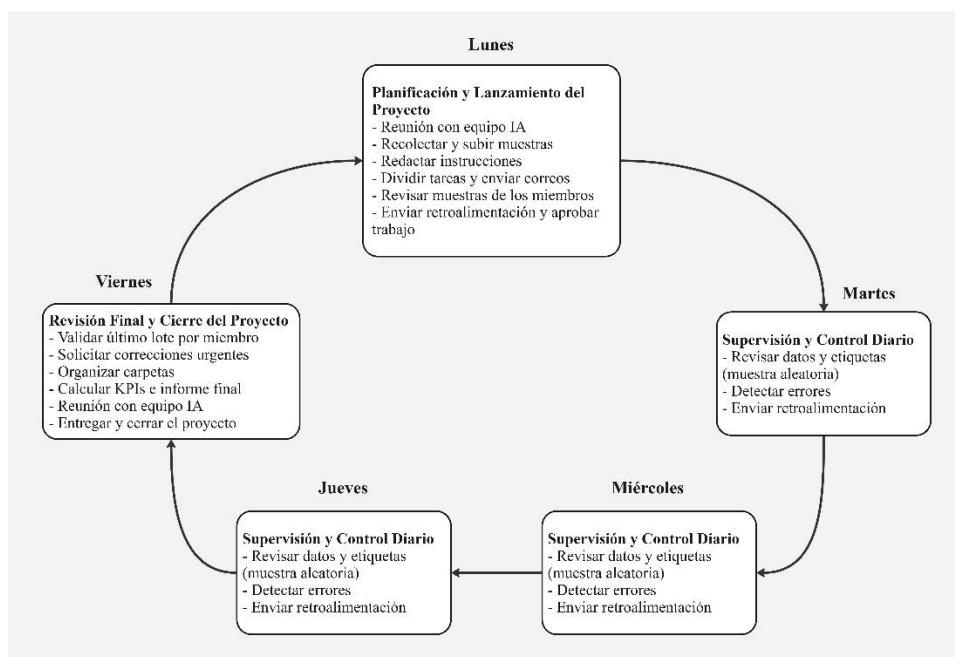 Lunes
Planificación y Lanzamiento del
Proyecto
- Reunión con equipo IA
- Recolectar y subir muestras
- Redactar instrucciones
- Dividir tareas y enviar correos
- Revisar muestras de los miembros
- Enviar retroalimentación y aprobar
trabajo
Martes
Supervisión y Control Diario
- Revisar datos y etiquetas
(muestra aleatoria)
- Detectar errores
- Enviar retroalimentación
Miércoles
Supervisión y Control Diario
- Revisar datos y etiquetas
(muestra aleatoria)
- Detectar errores
- Enviar retroalimentación
Jueves
Supervisión y Control Diario
- Revisar datos y etiquetas
(muestra aleatoria)
- Detectar errores
- Enviar retroalimentación
Viernes
Revisión Final y Cierre del Proyecto
- Validar último lote por miembro
- Solicitar correcciones urgentes
- Organizar carpetas
- Calcular KPIs e informe final
- Reunión con equipo IA
- Entregar y cerrar el proyecto